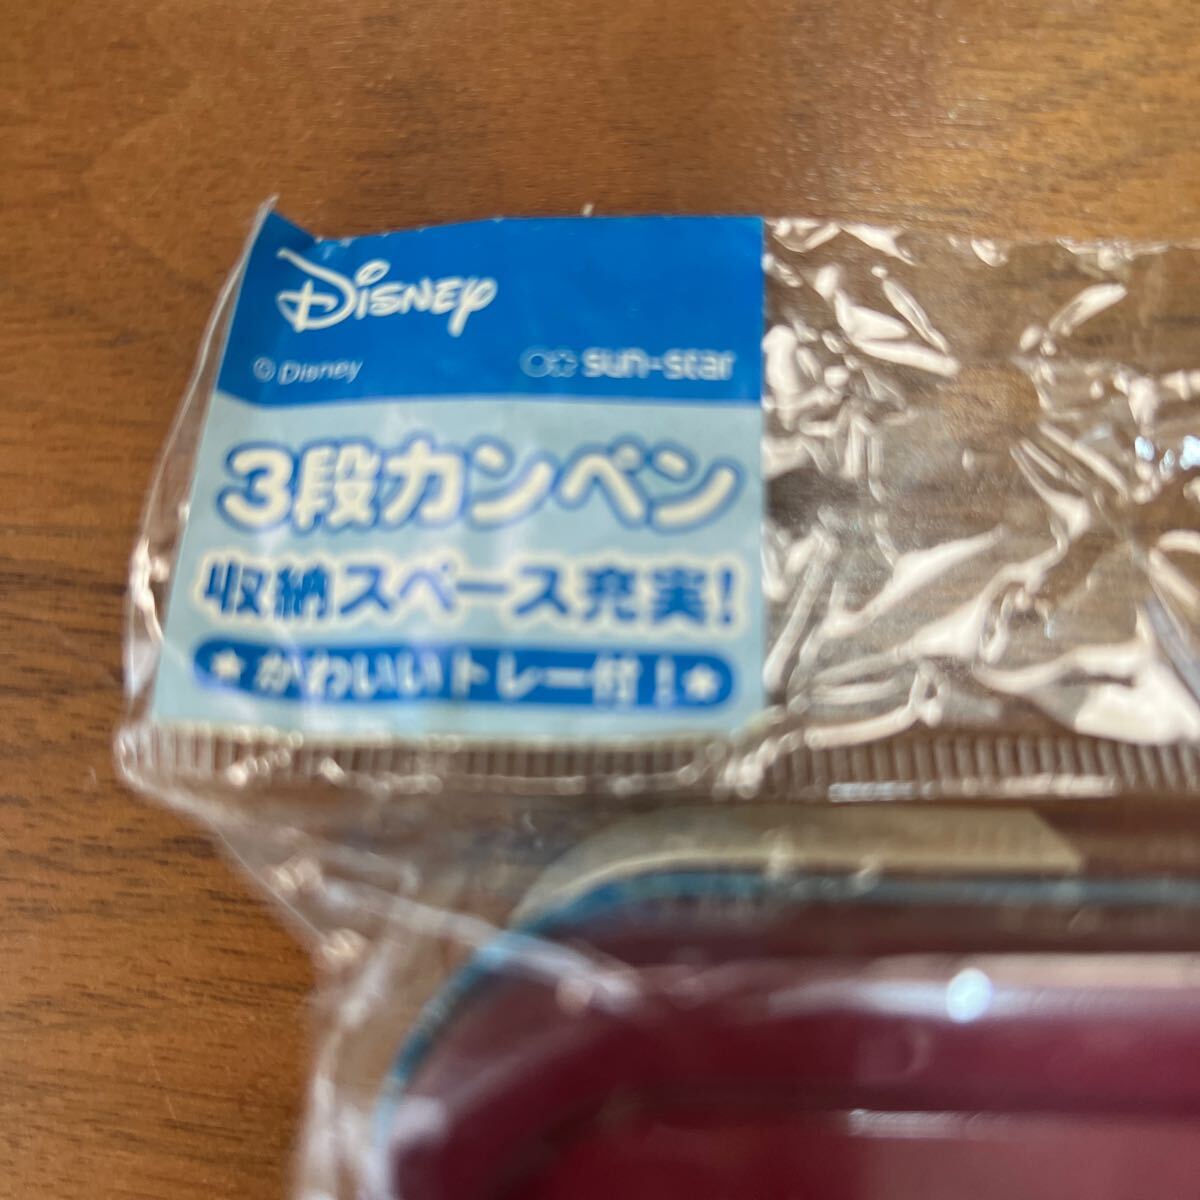 Disney
© Disney
sun-star
3段カンペン
収納スペース充実!
★かわいいトレー付!★